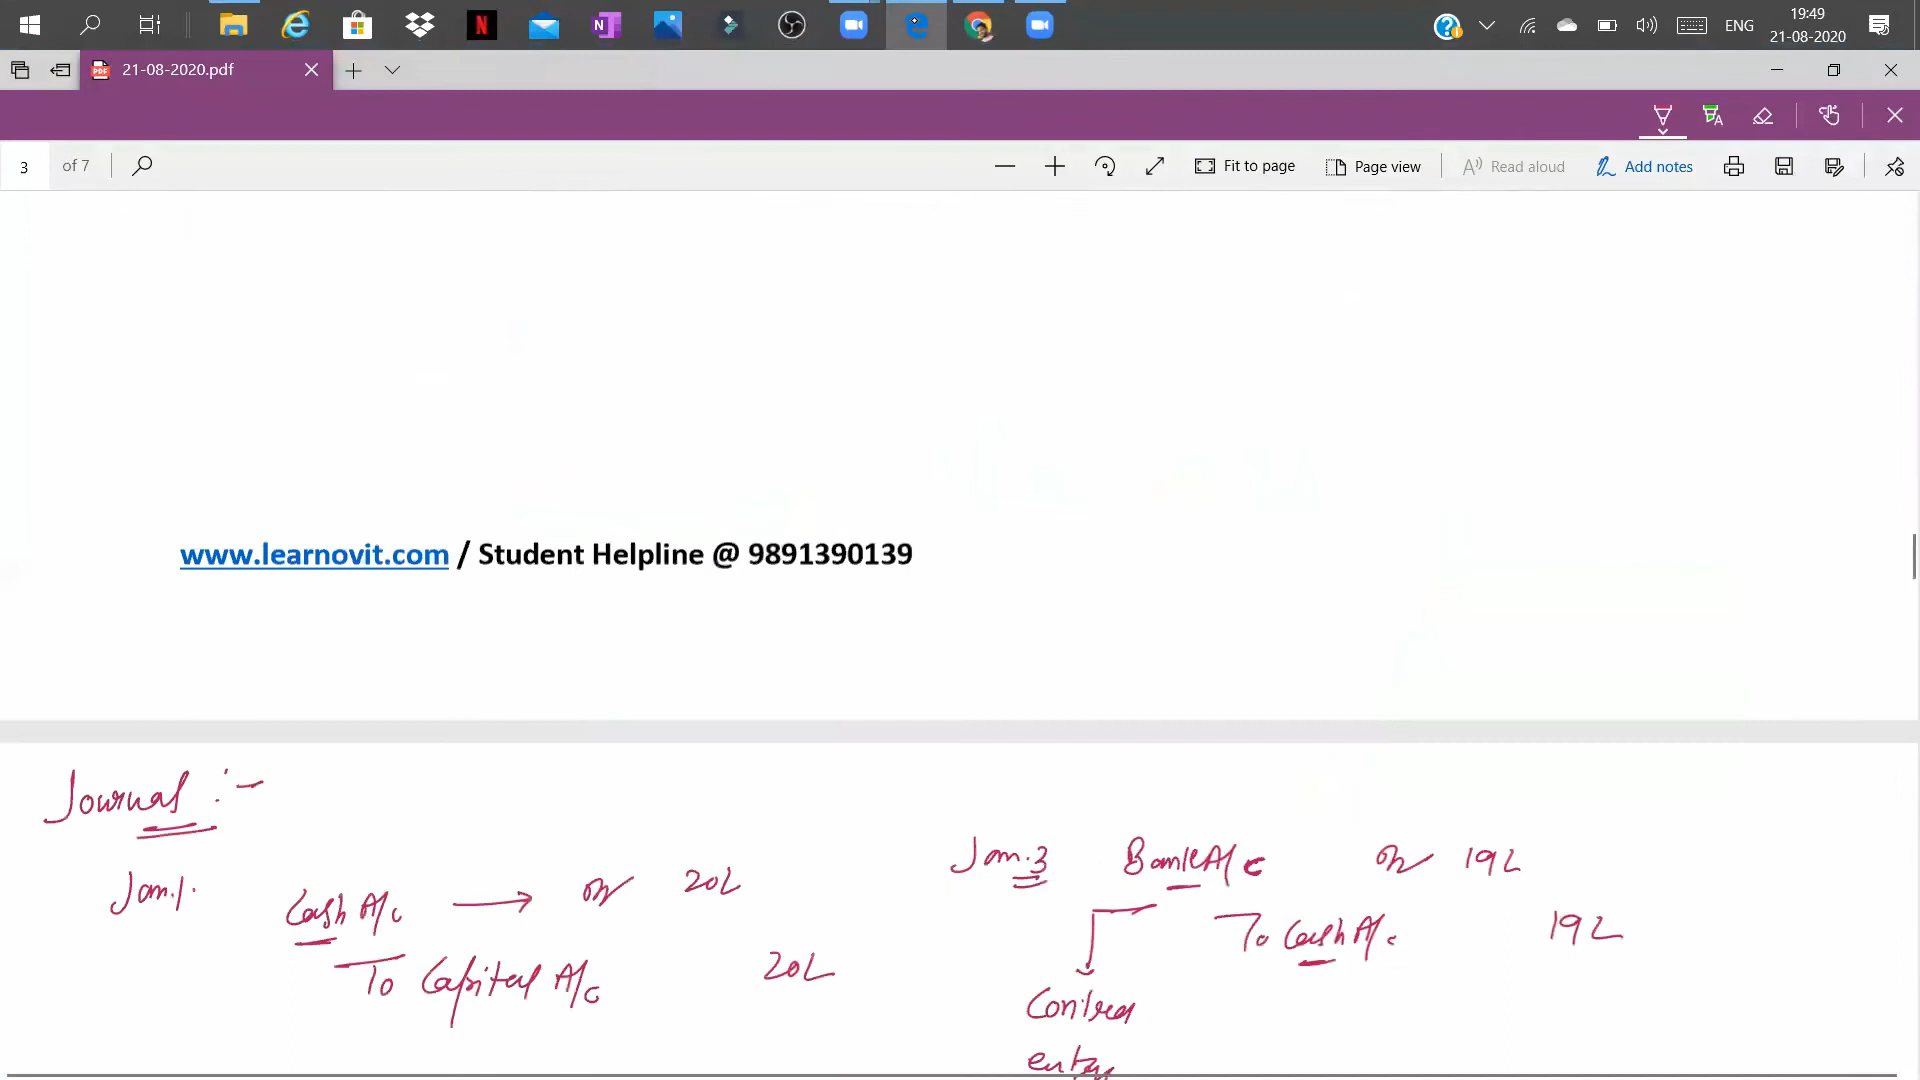 ENG
19:49
21-08-2020
21-08-2020.pdf
3 of 7
Fit to page
Page view
Read aloud
Add notes
www.learnovit.com / Student Helpline @ 9891390139
Journal :-
Jan.1. Cash A/c → Dr 20L
To Capital A/c 20L
Jan.3 Bank A/c Dr 19L
To Cash A/c 19L
Contra
entry